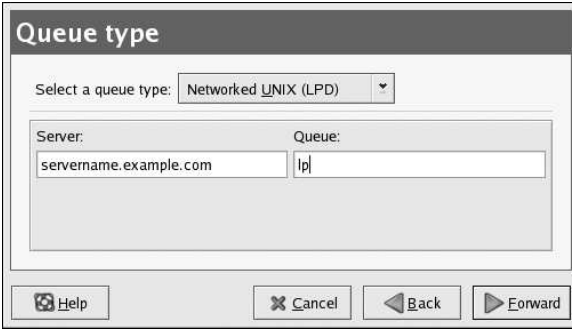 Queue type
Select a queue type: Networked UNIX (LPD)
Server: Queue:
servername.example.com lp
Help Cancel Back Forward